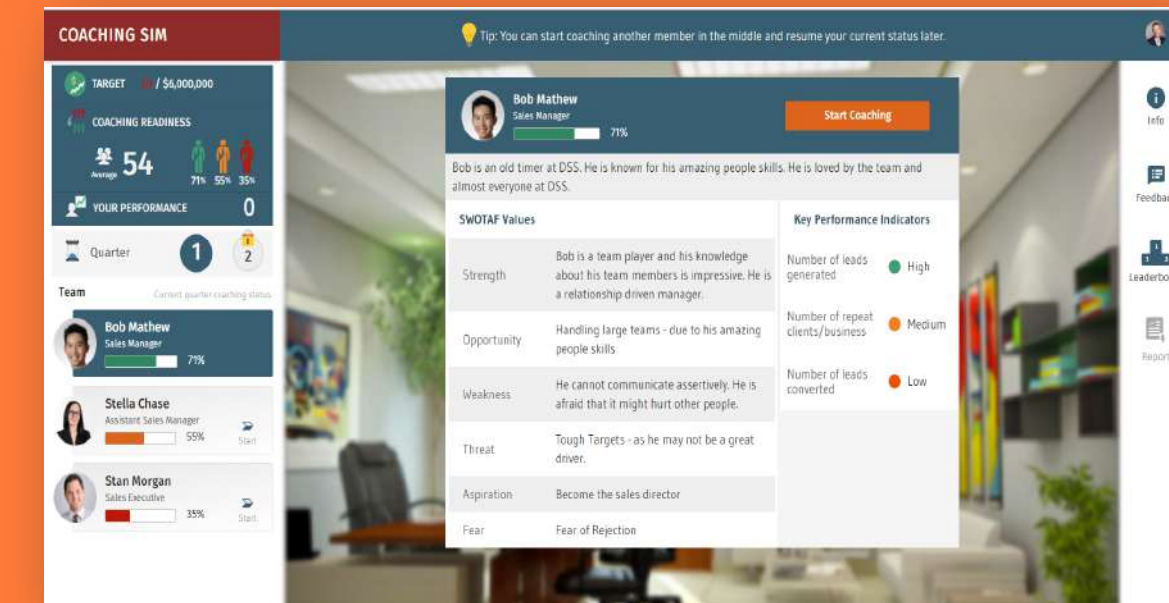 COACHING SIM
Tip: You can start coaching another member in the middle and resume your current status later.
TARGET
/ $6,000,000
COACHING READINESS
Average
54
71% 55% 35%
YOUR PERFORMANCE 0
Quarter 1 2
Team
Current quarter coaching status
Bob Mathew
Sales Manager
71%
Stella Chase
Assistant Sales Manager
55%
Start
Stan Morgan
Sales Executive
35%
Start
Bob Mathew
Sales Manager
71%
Start Coaching
Bob is an old timer at DSS. He is known for his amazing people skills. He is loved by the team and
almost everyone at DSS.
SWOTAF Values
Strength
Bob is a team player and his knowledge
about his team members is impressive. He is
a relationship driven manager.
Opportunity
Handling large teams - due to his amazing
people skills
Weakness
He cannot communicate assertively. He is
afraid that it might hurt other people.
Threat
Tough Targets - as he may not be a great
driver.
Aspiration
Become the sales director
Fear
Fear of Rejection
Key Performance Indicators
Number of leads
generated
High
Number of repeat
clients/business
Medium
Number of leads
converted
Low
Info
Feedba
Leaderbo
Report